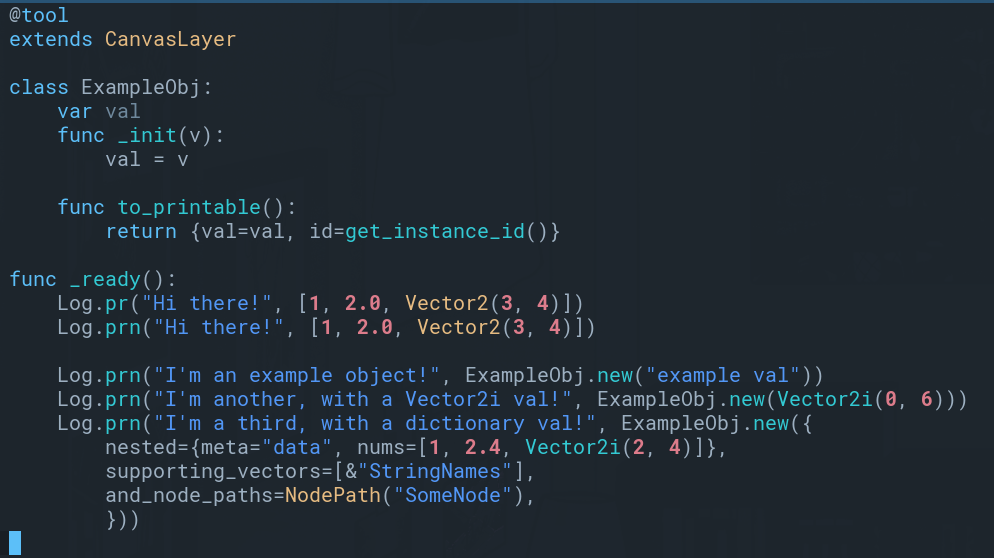 @tool
extends CanvasLayer

class ExampleObj:
    var val
    func _init(v):
        val = v

    func to_printable():
        return {val=val, id=get_instance_id()}

func _ready():
    Log.pr("Hi there!", [1, 2.0, Vector2(3, 4)])
    Log.prn("Hi there!", [1, 2.0, Vector2(3, 4)])

    Log.prn("I'm an example object!", ExampleObj.new("example val"))
    Log.prn("I'm another, with a Vector2i val!", ExampleObj.new(Vector2i(0, 6)))
    Log.prn("I'm a third, with a dictionary val!", ExampleObj.new({
        nested={meta="data", nums=[1, 2.4, Vector2i(2, 4)]},
        supporting_vectors=[&"StringNames"],
        and_node_paths=NodePath("SomeNode"),
        }))